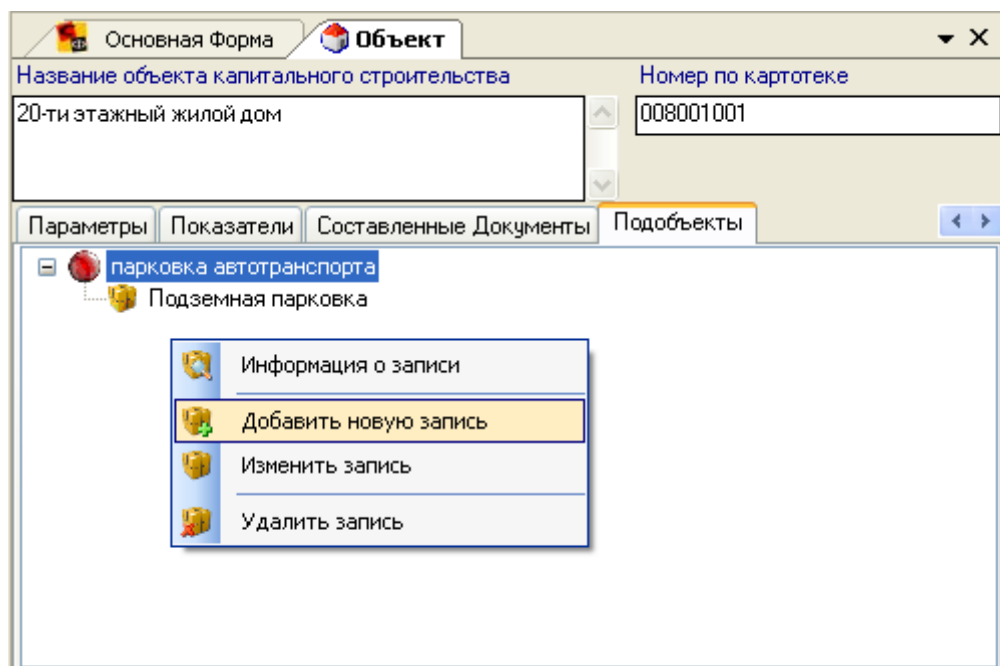 Основная Форма Объект
Название объекта капитального строительства Номер по картотеке
20-ти этажный жилой дом 008001001
Параметры Показатели Составленные Документы Подобъекты
парковка автотранспорта
Подземная парковка
Информация о записи
Добавить новую запись
Изменить запись
Удалить запись